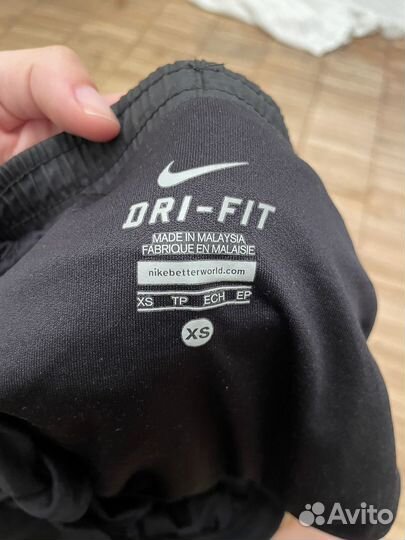 DRI-FIT
MADE IN MALAYSIA
FABRIQUE EN MALAISIE
nikebetterworld.com
XS TP ECH EP
XS
Avito